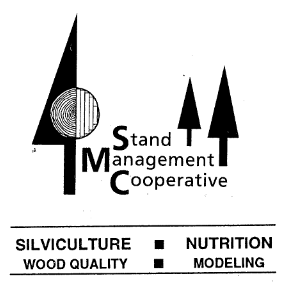 Stand
Management
Cooperative
SILVICULTURE ■ NUTRITION
WOOD QUALITY ■ MODELING